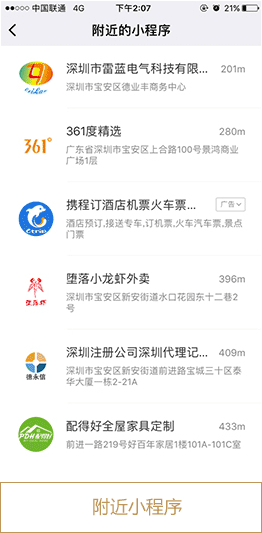 中国联通 4G 下午2:07 21%
附近的小程序
深圳市雷蓝电气科技有限... 201m
深圳市宝安区德业丰商务中心
361°
361度精选 280m
广东省深圳市宝安区上合路100号景鸿商业
广场1层
携程订酒店机票火车票... 广告
酒店预订,接送专车,订机票,火车汽车票,景点
门票
堕落虾
堕落小龙虾外卖 396m
深圳市宝安区新安街道水口花园东十二巷2
号
德永信
深圳注册公司深圳代理记... 409m
深圳市宝安区新安街道前进路宝城三十区泰
华大厦一栋2-21A
配得好全屋家具定制 433m
前进一路219号好百年家居1楼101A-101C室
附近小程序